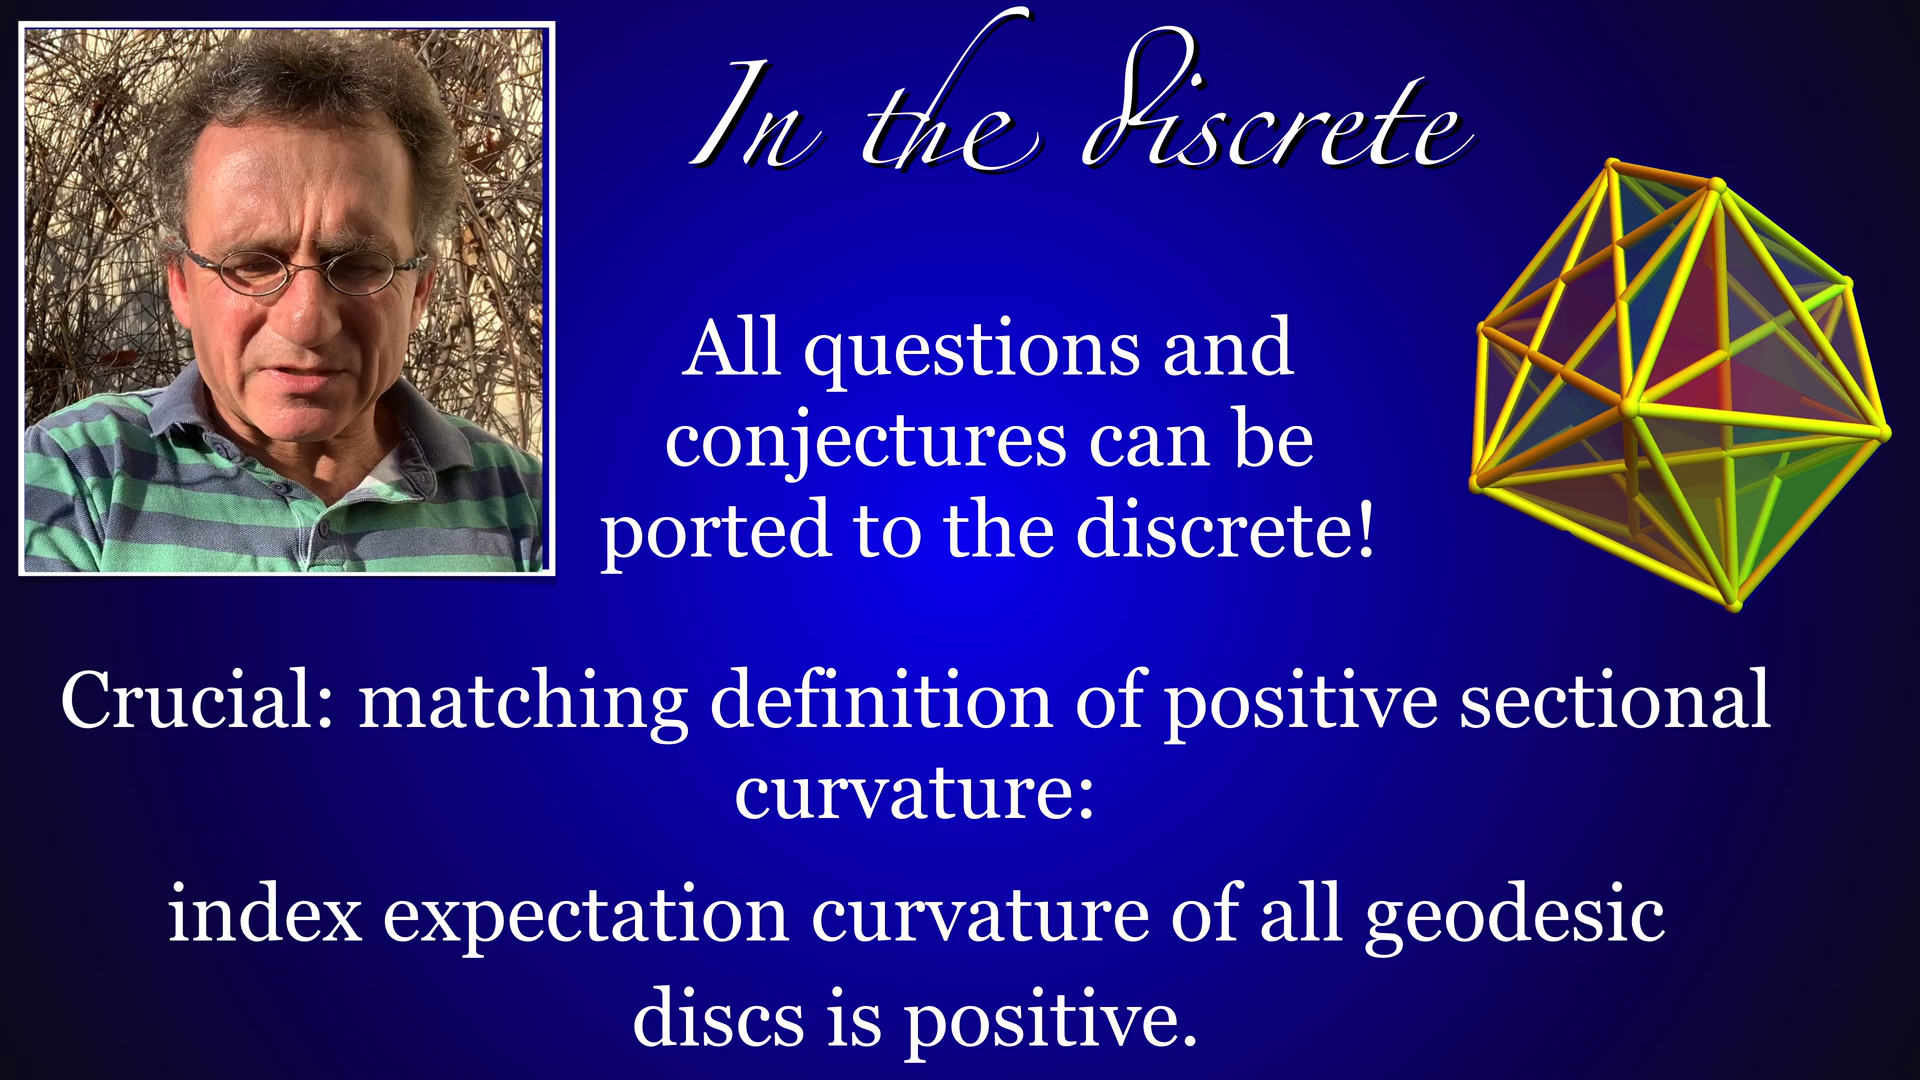 In the discrete
All questions and
conjectures can be
ported to the discrete!
Crucial: matching definition of positive sectional
curvature:
index expectation curvature of all geodesic
discs is positive.